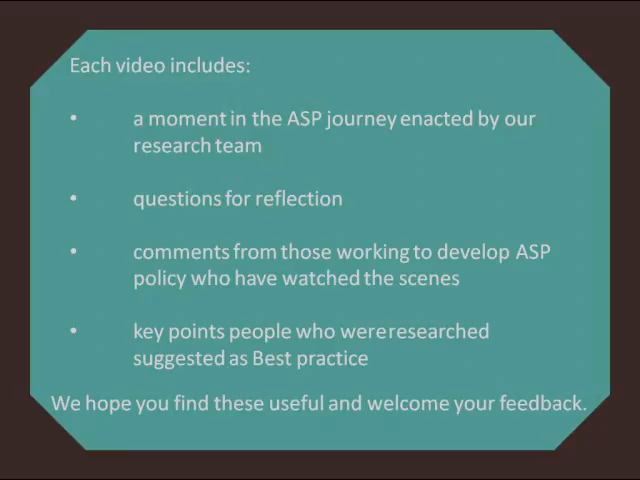 Each video includes:
• a moment in the ASP journey enacted by our
research team
• questions for reflection
• comments from those working to develop ASP
policy who have watched the scenes
• key points people who wereresearched
suggested as Best practice
We hope you find these useful and welcome your feedback.